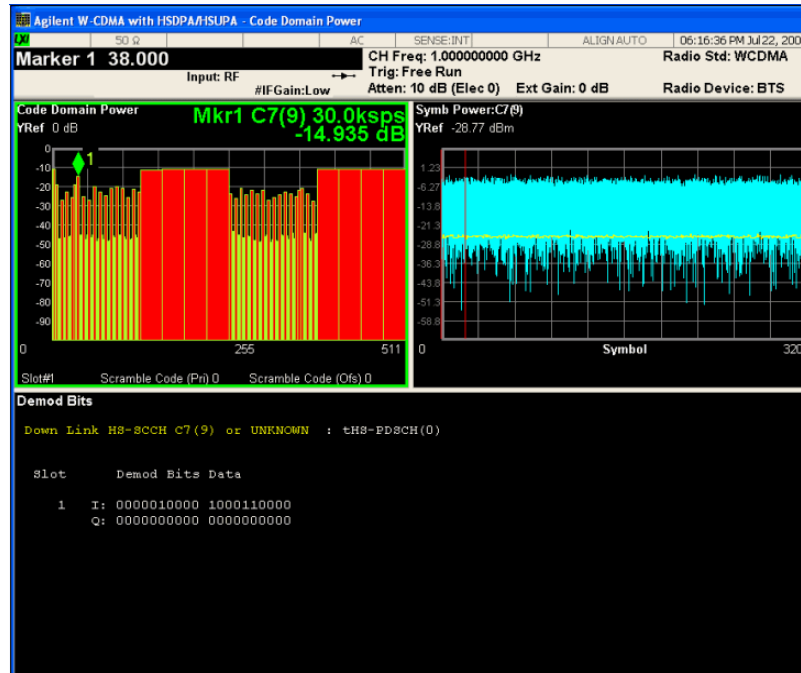 Agilent W-CDMA with HSDPA/HSUPA - Code Domain Power
LXI 50 Ω AC SENSE:INT ALIGN AUTO 06:16:36 PM Jul 22, 200
Marker 1 38.000
CH Freq: 1.000000000 GHz
Radio Std: WCDMA
Input: RF
Trig: Free Run
#IFGain:Low
Atten: 10 dB (Elec 0) Ext Gain: 0 dB
Radio Device: BTS
Code Domain Power
Mkr1 C7(9) 30.0ksps
YRef 0 dB
-14.935 dB
0
1
-10
-20
-30
-40
-50
-60
-70
-80
-90
0 255 511
Slot#1 Scramble Code (Pri) 0 Scramble Code (Ofs) 0
Symb Power:C7(9)
YRef -28.77 dBm
1.23
-6.27
-13.8
-21.3
-28.8
-36.3
-43.8
-51.3
-58.8
0 Symbol 320
Demod Bits
Down Link HS-SCCH C7(9) or UNKNOWN : tHS-PDSCH(0)
Slot Demod Bits Data
1 I: 0000010000 1000110000
Q: 0000000000 0000000000